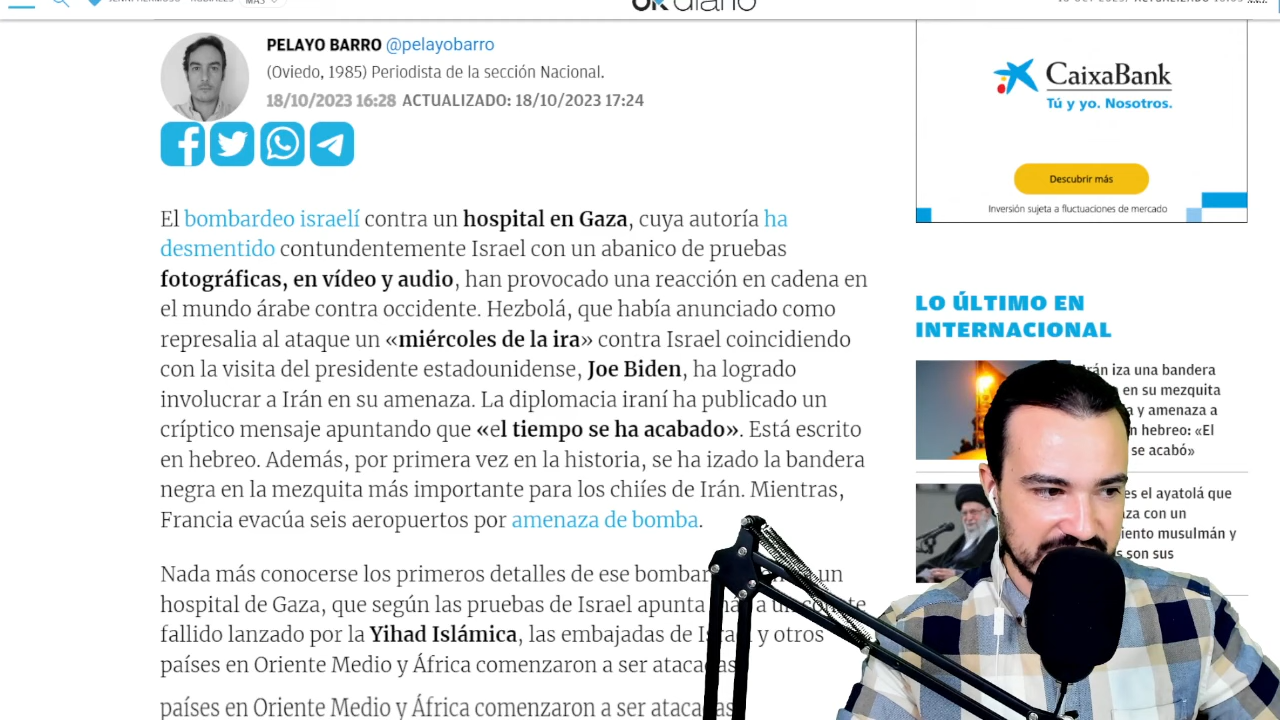 okdiario
PELAYO BARRO @pelayobarro
(Oviedo, 1985) Periodista de la sección Nacional.
18/10/2023 16:28 ACTUALIZADO: 18/10/2023 17:24
El bombardeo israelí contra un hospital en Gaza, cuya autoría ha
desmentido contundentemente Israel con un abanico de pruebas
fotográficas, en vídeo y audio, han provocado una reacción en cadena en
el mundo árabe contra occidente. Hezbolá, que había anunciado como
represalia al ataque un «miércoles de la ira» contra Israel coincidiendo
con la visita del presidente estadounidense, Joe Biden, ha logrado
involucrar a Irán en su amenaza. La diplomacia iraní ha publicado un
críptico mensaje apuntando que «el tiempo se ha acabado». Está escrito
en hebreo. Además, por primera vez en la historia, se ha izado la bandera
negra en la mezquita más importante para los chiíes de Irán. Mientras,
Francia evacúa seis aeropuertos por amenaza de bomba.
Nada más conocerse los primeros detalles de ese un
hospital de Gaza, que según las pruebas de Israel apunta a un
fallido lanzado por la Yihad Islámica, las embajadas de Israel y otros
países en Oriente Medio y África comenzaron a ser atacadas
países en Oriente Medio y África comenzaron a ser atacadas
CaixaBank
Tú y yo. Nosotros.
Descubrir más
Inversión sujeta a fluctuaciones de mercado
LO ÚLTIMO EN
INTERNACIONAL
iza una bandera
en su mezquita
y amenaza a
hebreo: «El
se acabó»
es el ayatolá que
con un
musulmán y
son sus